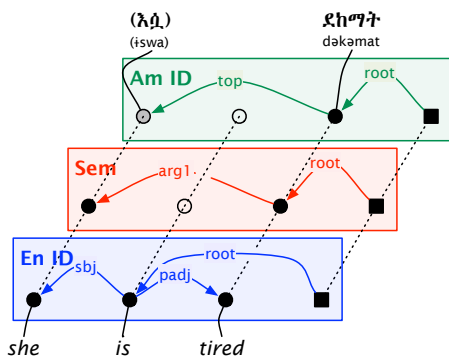 (እሷ) ደከማት
(ɨswa) dəkəmat
Am ID top root
Sem arg1 root
En ID sbj padj root
she is tired